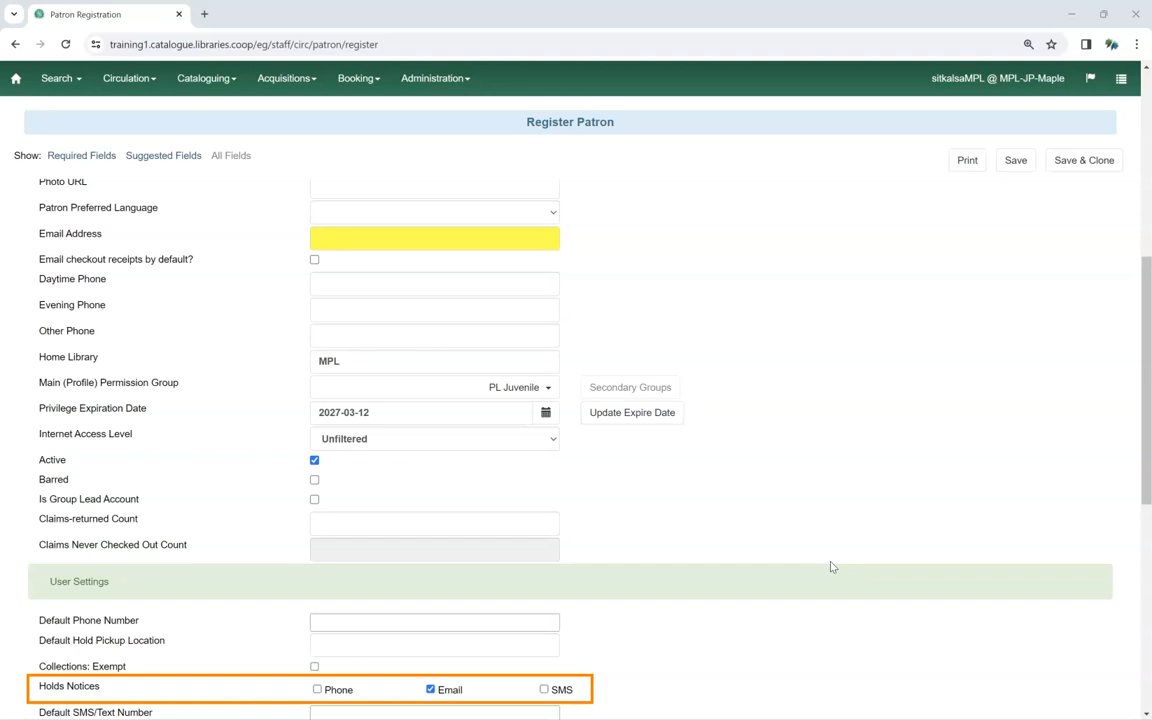 Patron Registration
training1.catalogue.libraries.coop/eg/staff/circ/patron/register
Search Circulation Cataloguing Acquisitions Booking Administration sitkalsaMPL @ MPL-JP-Maple
Register Patron
Show: Required Fields Suggested Fields All Fields Print Save Save & Clone
Photo URL
Patron Preferred Language
Email Address
Email checkout receipts by default?
Daytime Phone
Evening Phone
Other Phone
Home Library MPL
Main (Profile) Permission Group PL Juvenile Secondary Groups
Privilege Expiration Date 2027-03-12 Update Expire Date
Internet Access Level Unfiltered
Active
Barred
Is Group Lead Account
Claims-returned Count
Claims Never Checked Out Count
User Settings
Default Phone Number
Default Hold Pickup Location
Collections: Exempt
Holds Notices Phone Email SMS
Default SMS/Text Number